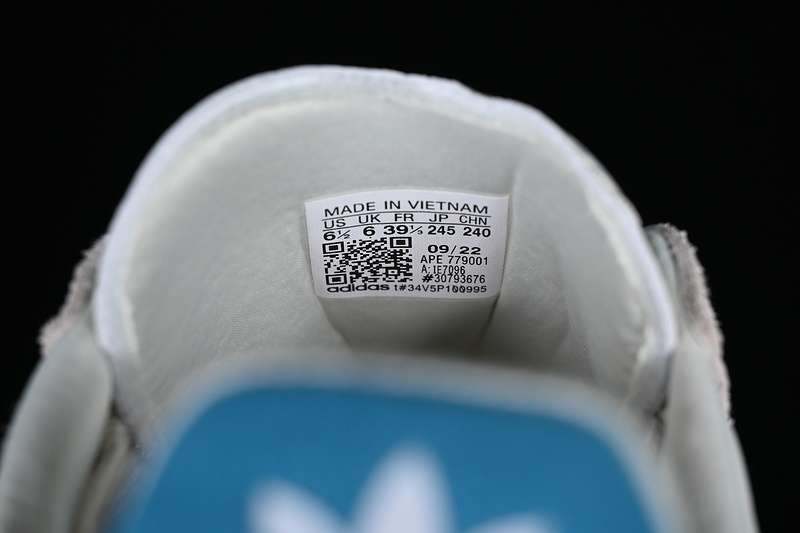 MADE IN VIETNAM
US UK FR JP CHN
6½ 6 39⅓ 245 240
09/22
APE 779001
A:IE7096
#30793676
adidas t#34V5P100995